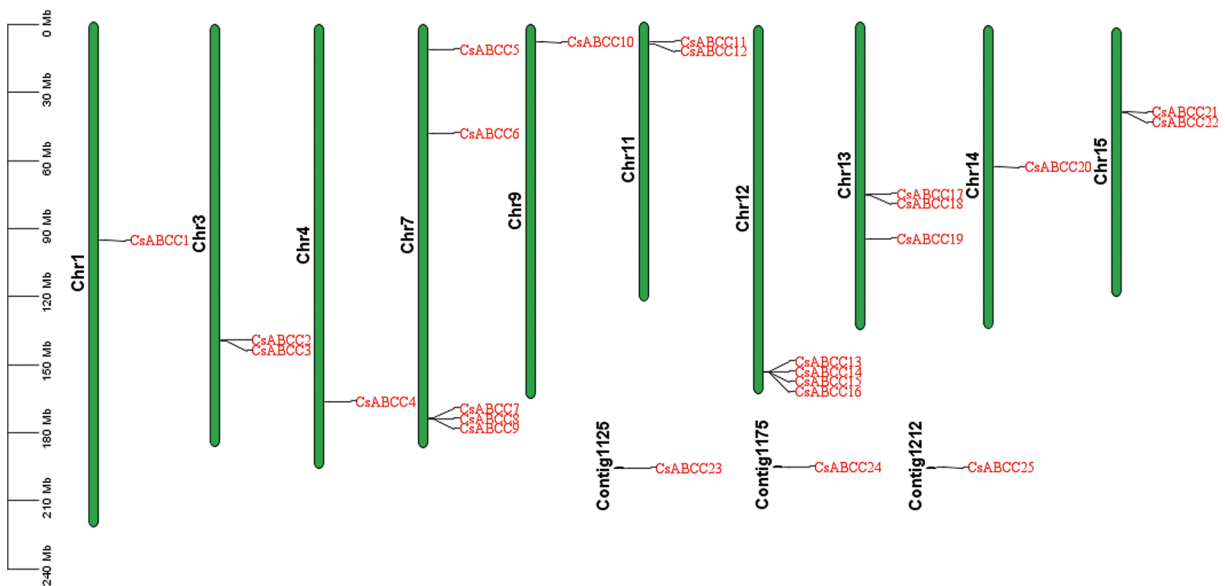 0 Mb
30 Mb
60 Mb
90 Mb
120 Mb
150 Mb
180 Mb
210 Mb
240 Mb
Chr1
CsABCC1
Chr3
CsABCC2
CsABCC3
Chr4
CsABCC4
Chr7
CsABCC5
CsABCC6
CsABCC7
CsABCC8
CsABCC9
Chr9
CsABCC10
Chr11
CsABCC11
CsABCC12
Chr12
CsABCC13
CsABCC14
CsABCC15
CsABCC16
Chr13
CsABCC17
CsABCC18
CsABCC19
Chr14
CsABCC20
Chr15
CsABCC21
CsABCC22
Contig1125
CsABCC23
Contig1175
CsABCC24
Contig1212
CsABCC25